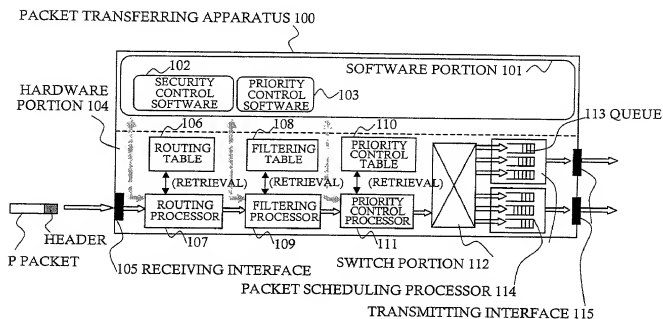 PACKET TRANSFERRING APPARATUS 100
SOFTWARE PORTION 101
102
SECURITY CONTROL SOFTWARE
PRIORITY CONTROL SOFTWARE
103
HARDWARE PORTION 104
106
108
110
113 QUEUE
ROUTING TABLE
FILTERING TABLE
PRIORITY CONTROL TABLE
(RETRIEVAL)
(RETRIEVAL)
(RETRIEVAL)
ROUTING PROCESSOR
FILTERING PROCESSOR
PRIORITY CONTROL PROCESSOR
HEADER
P PACKET
107
109
111
105 RECEIVING INTERFACE
SWITCH PORTION 112
PACKET SCHEDULING PROCESSOR 114
TRANSMITTING INTERFACE 115